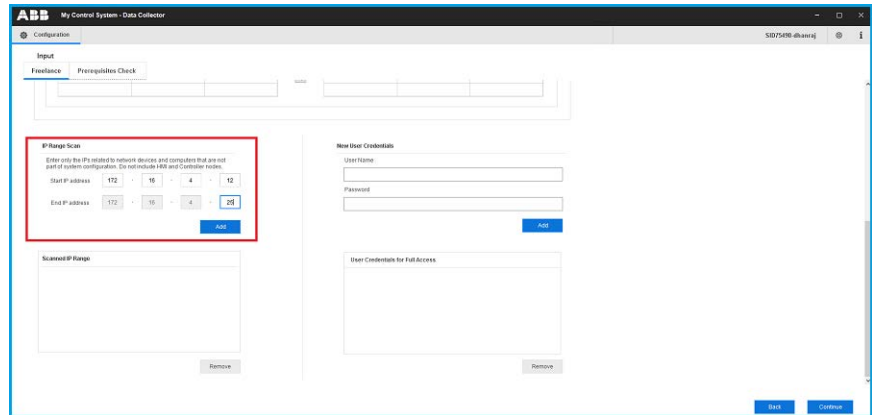 ABB My Control System - Data Collector
Configuration
SID75498-dhanraj
i
Input
Freelance Prerequisites Check
IP Range Scan
Enter only the IPs related to network devices and computers that are not
part of system configuration. Do not include HMI and Controller nodes.
Start IP address 172 . 16 . 4 . 12
End IP address 172 . 16 . 4 . 25
Add
Scanned IP Range
Remove
New User Credentials
User Name
Password
Add
User Credentials for Full Access
Remove
Back Continue